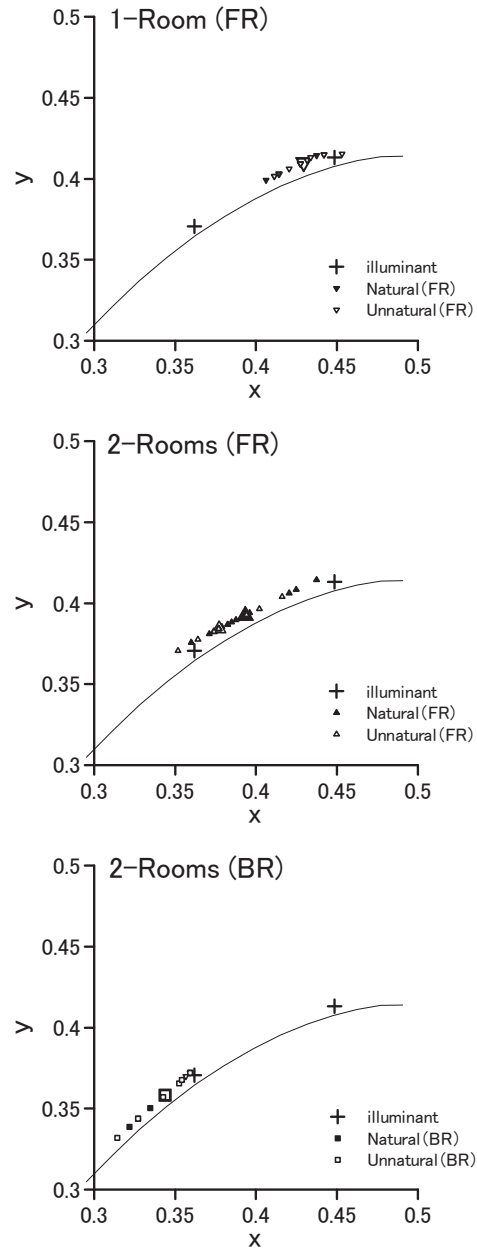 1-Room (FR)
0.5
0.45
0.4
0.35
0.3
y
illuminant
Natural (FR)
Unnatural (FR)
0.3 0.35 0.4 0.45 0.5
x
2-Rooms (FR)
0.5
0.45
0.4
0.35
0.3
y
illuminant
Natural (FR)
Unnatural (FR)
0.3 0.35 0.4 0.45 0.5
x
2-Rooms (BR)
0.5
0.45
0.4
0.35
0.3
y
illuminant
Natural (BR)
Unnatural (BR)
0.3 0.35 0.4 0.45 0.5
x